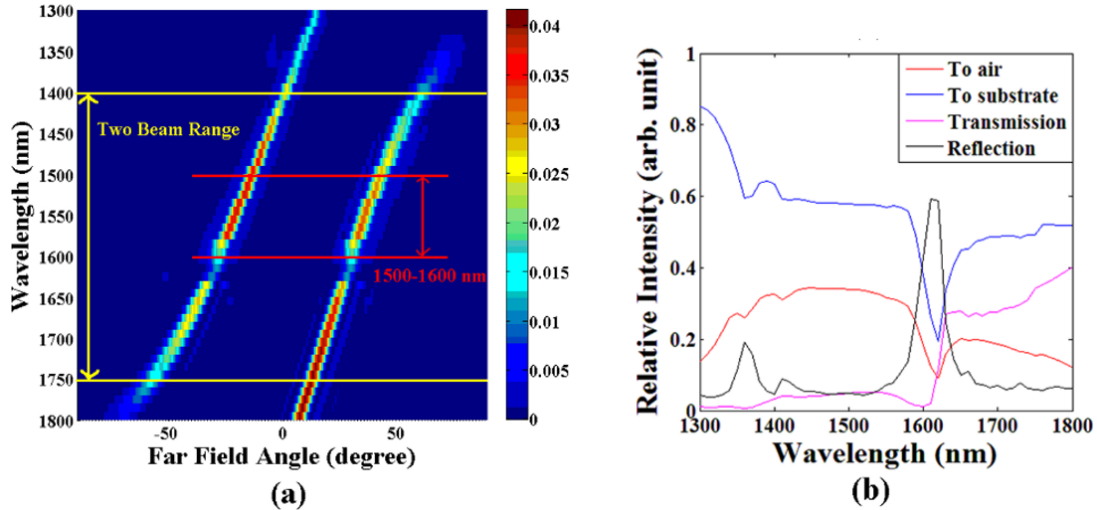 1300
1350
1400
1450
1500
1550
1600
1650
1700
1750
1800
Wavelength (nm)
Two Beam Range
1500-1600 nm
-50
0
50
Far Field Angle (degree)
0.04
0.035
0.03
0.025
0.02
0.015
0.01
0.005
0
(a)
1
0.8
0.6
0.4
0.2
0
Relative Intensity (arb. unit)
To air
To substrate
Transmission
Reflection
1300
1400
1500
1600
1700
1800
Wavelength (nm)
(b)